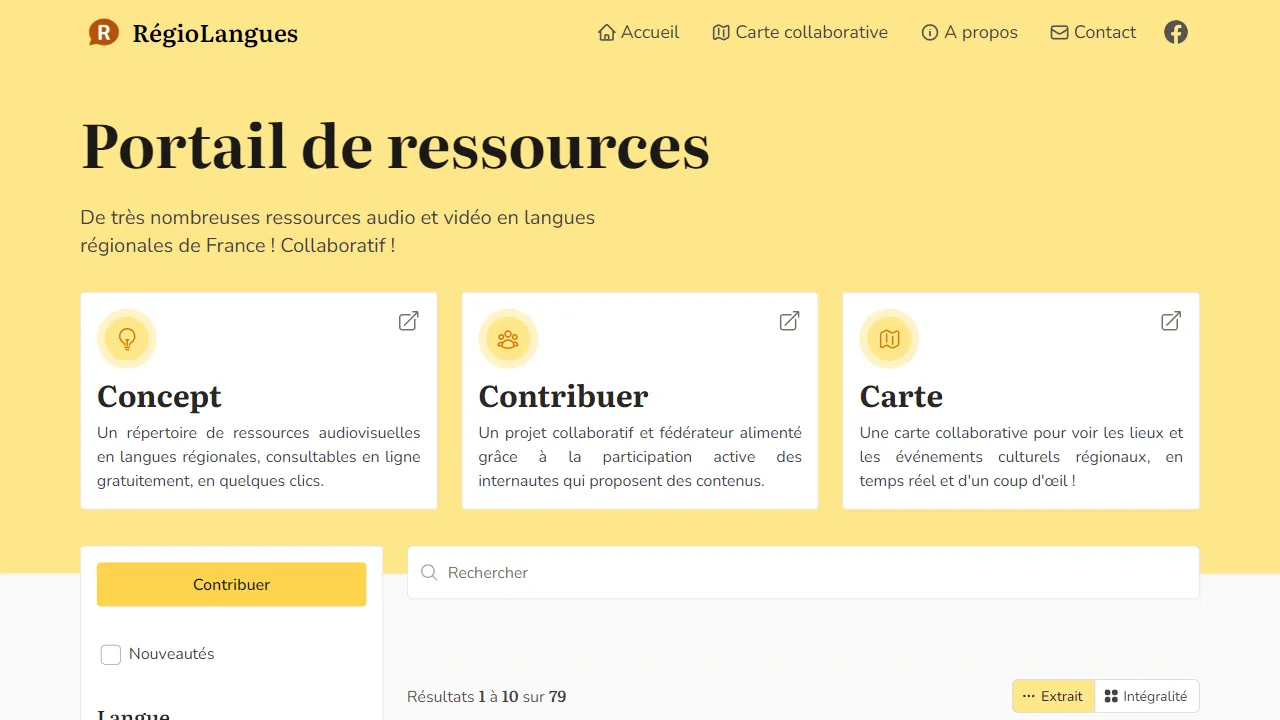 R RégioLangues
Accueil
Carte collaborative
A propos
Contact
Portail de ressources
De très nombreuses ressources audio et vidéo en langues
régionales de France ! Collaboratif !
Concept
Un répertoire de ressources audiovisuelles
en langues régionales, consultables en ligne
gratuitement, en quelques clics.
Contribuer
Un projet collaboratif et fédérateur alimenté
grâce à la participation active des
internautes qui proposent des contenus.
Carte
Une carte collaborative pour voir les lieux et
les événements culturels régionaux, en
temps réel et d'un coup d'œil !
Contribuer
Nouveautés
Langue
Rechercher
Résultats 1 à 10 sur 79
Extrait
Intégralité